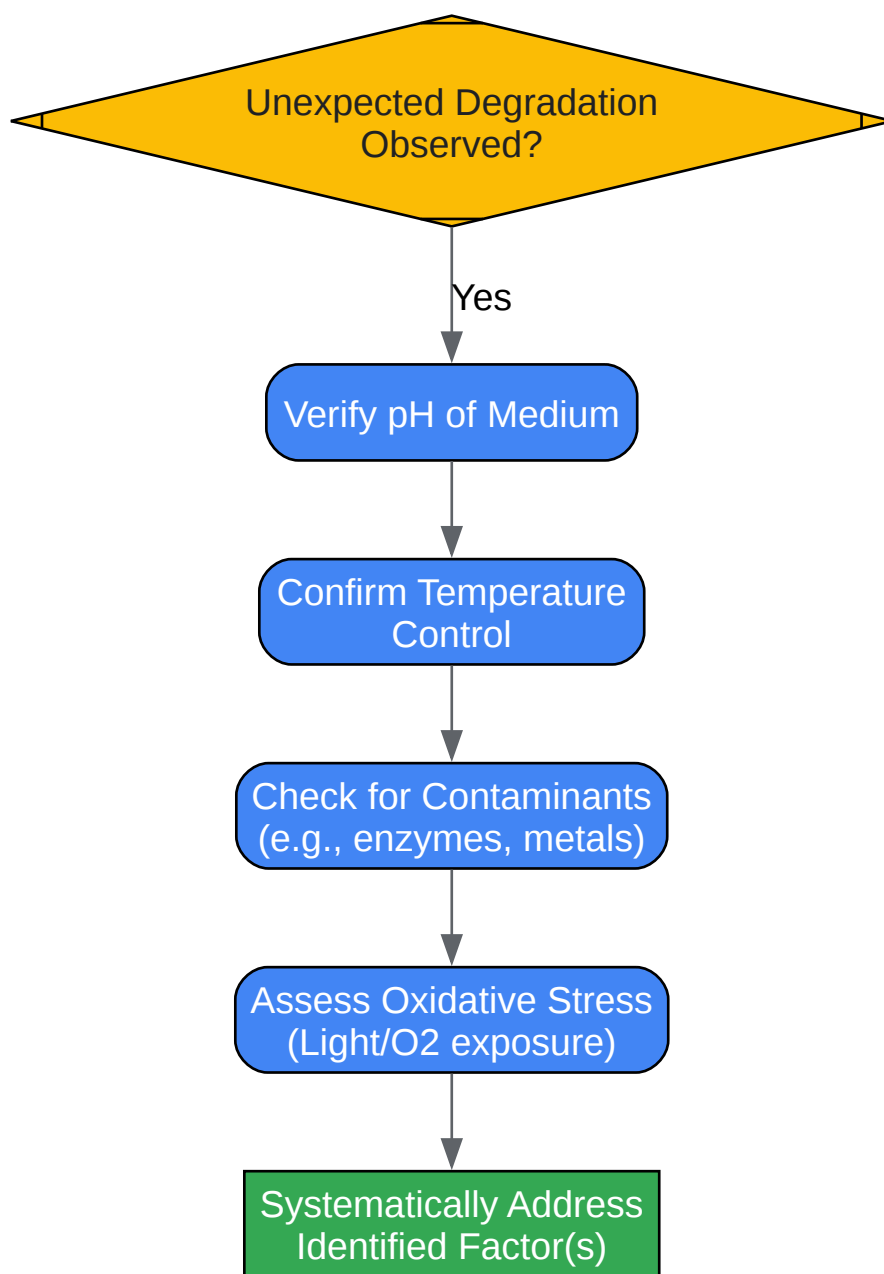 Unexpected Degradation
Observed?
Yes
Verify pH of Medium
Confirm Temperature
Control
Check for Contaminants
(e.g., enzymes, metals)
Assess Oxidative Stress
(Light/O2 exposure)
Systematically Address
Identified Factor(s)